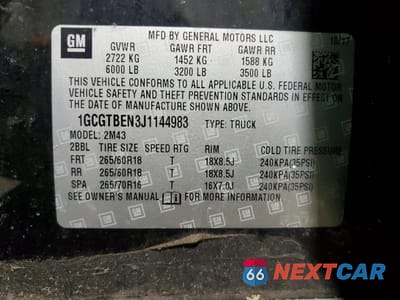 GM
MFD BY GENERAL MOTORS LLC
10/17
GVWR GAWR FRT GAWR RR
2722 KG 1452 KG 1588 KG
6000 LB 3200 LB 3500 LB
THIS VEHICLE CONFORMS TO ALL APPLICABLE U.S. FEDERAL MOTOR
VEHICLE SAFETY AND THEFT PREVENTION STANDARDS IN EFFECT ON
THE DATE OF MANUFACTURE SHOWN ABOVE.
1GCGTBEN3J1144983 TYPE: TRUCK
MODEL: 2M43
2BBL TIRE SIZE SPEED RTG RIM COLD TIRE PRESSURE
FRT 265/60R18 T 18X8.5J 240KPA(35PSI)
RR 265/60R18 T 18X8.5J 240KPA(35PSI)
SPA 265/70R16 T 16X7.0J 240KPA(35PSI)
SEE OWNER'S MANUAL FOR ADDITIONAL INFORMATION.
66 NEXTCAR